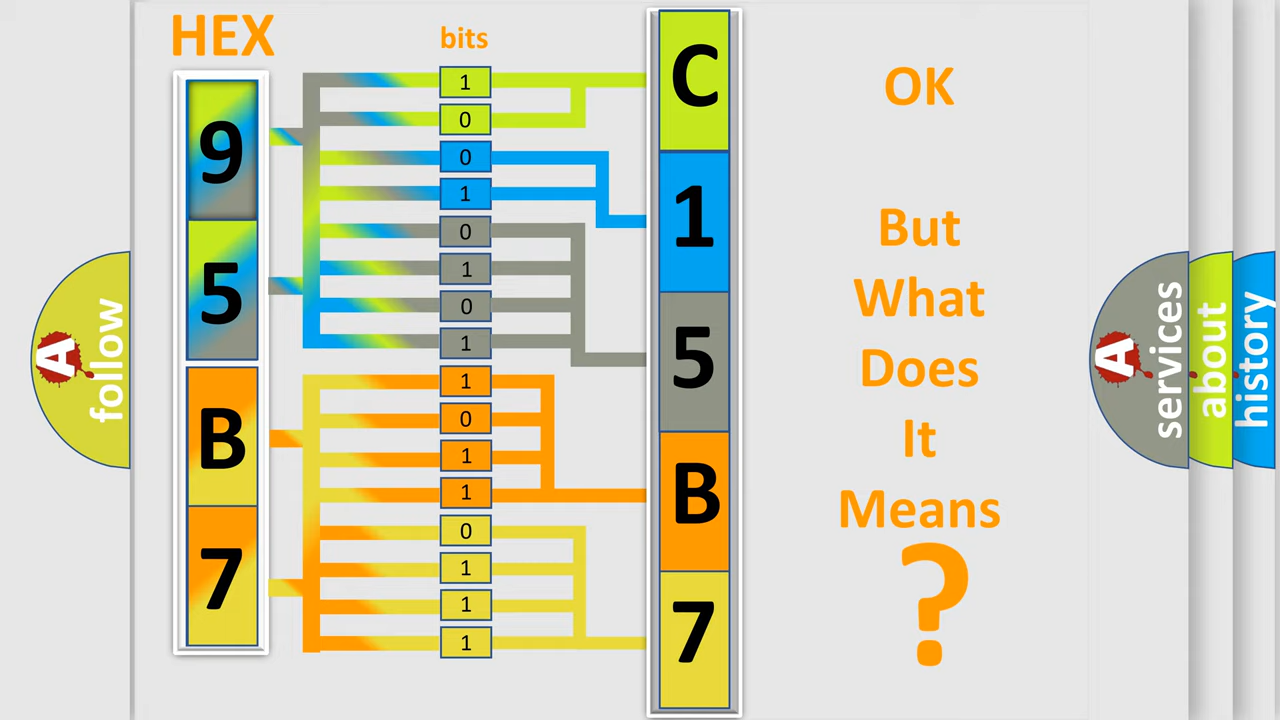 HEX
bits
9
5
B
7
1
0
0
1
0
1
0
1
1
0
1
1
0
1
1
1
C
1
5
B
7
OK
But
What
Does
It
Means
?
A
follow
A
services
about
history